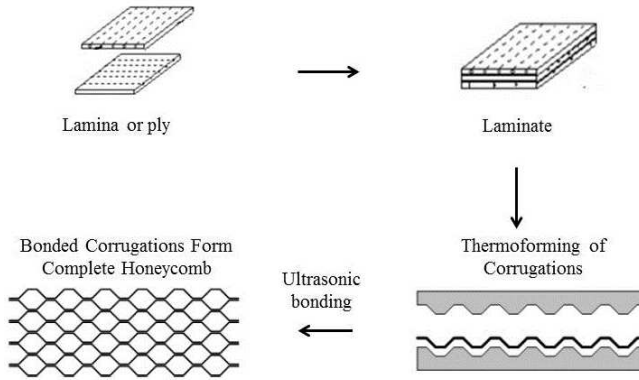 Lamina or ply
Laminate
Thermoforming of
Corrugations
Ultrasonic
bonding
Bonded Corrugations Form
Complete Honeycomb